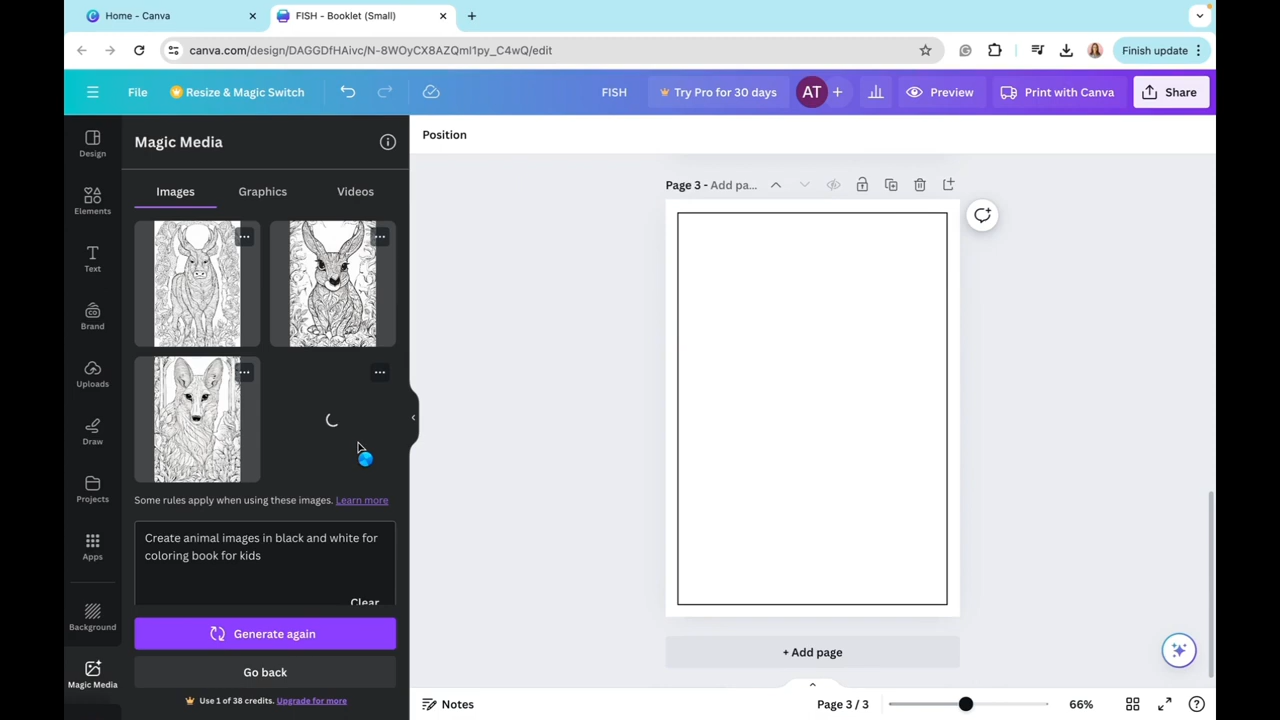 Home - Canva
FISH - Booklet (Small)
canva.com/design/DAGGDfHAivc/N-8WOyCX8AZQmI1py_C4wQ/edit
Finish update
File
Resize & Magic Switch
FISH
Try Pro for 30 days
AT
Preview
Print with Canva
Share
Design
Elements
Text
Brand
Uploads
Draw
Projects
Apps
Background
Magic Media
Magic Media
Images
Graphics
Videos
Some rules apply when using these images. Learn more
Create animal images in black and white for
coloring book for kids
Clear
Generate again
Go back
Use 1 of 38 credits. Upgrade for more
Position
Page 3 - Add pa...
+ Add page
Notes
Page 3 / 3
66%